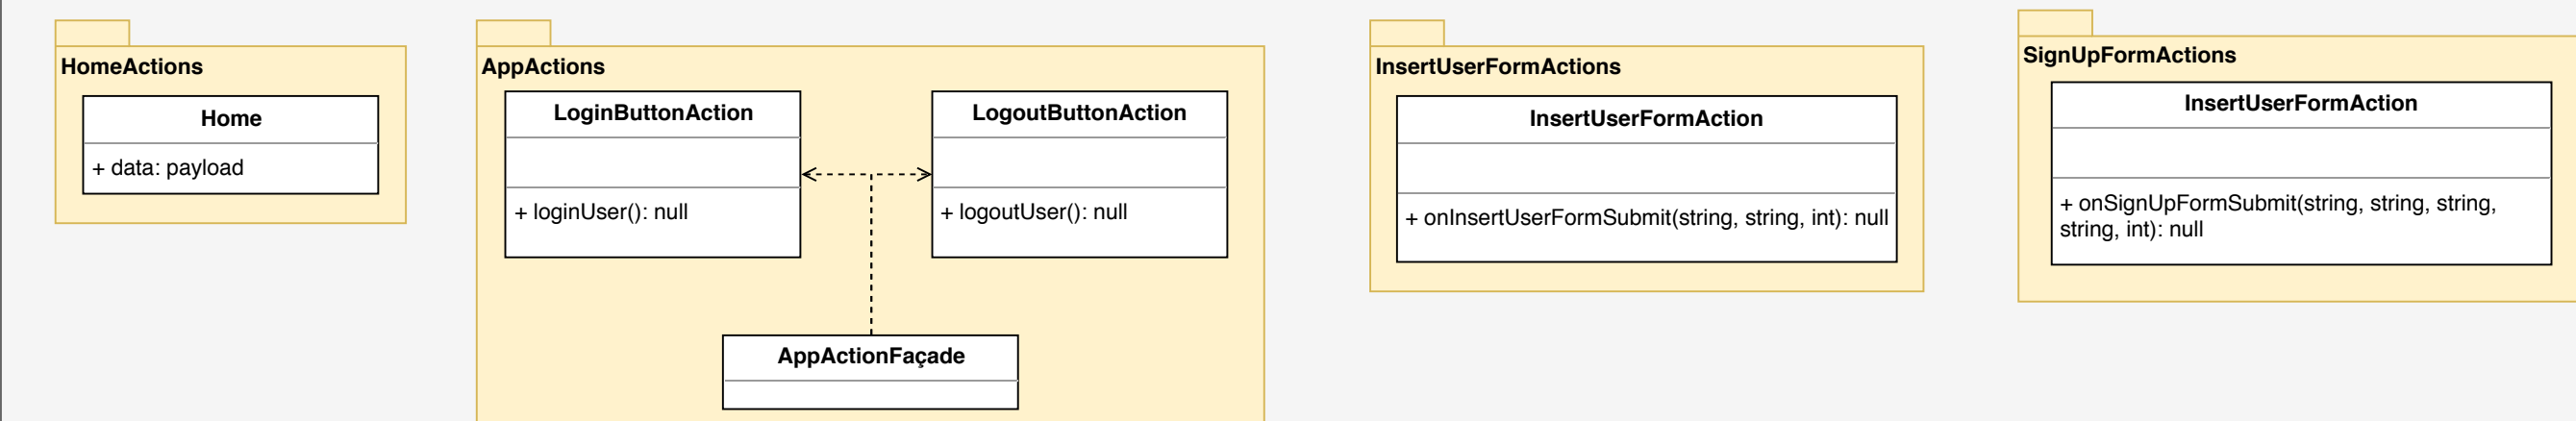 HomeActions
Home
+ data: payload
AppActions
LoginButtonAction
+ loginUser(): null
LogoutButtonAction
+ logoutUser(): null
AppActionFaçade
InsertUserFormActions
InsertUserFormAction
+ onInsertUserFormSubmit(string, string, int): null
SignUpFormActions
InsertUserFormAction
+ onSignUpFormSubmit(string, string, string,
string, int): null